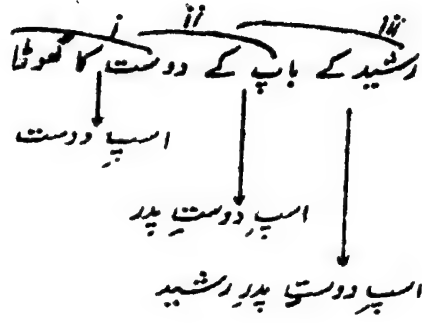 i ii iii
رشید کے باپ کے دوست کا گھوڑا
اسپِ دوست
اسپِ دوستِ پدر
اسپِ دوستِ پدرِ رشید